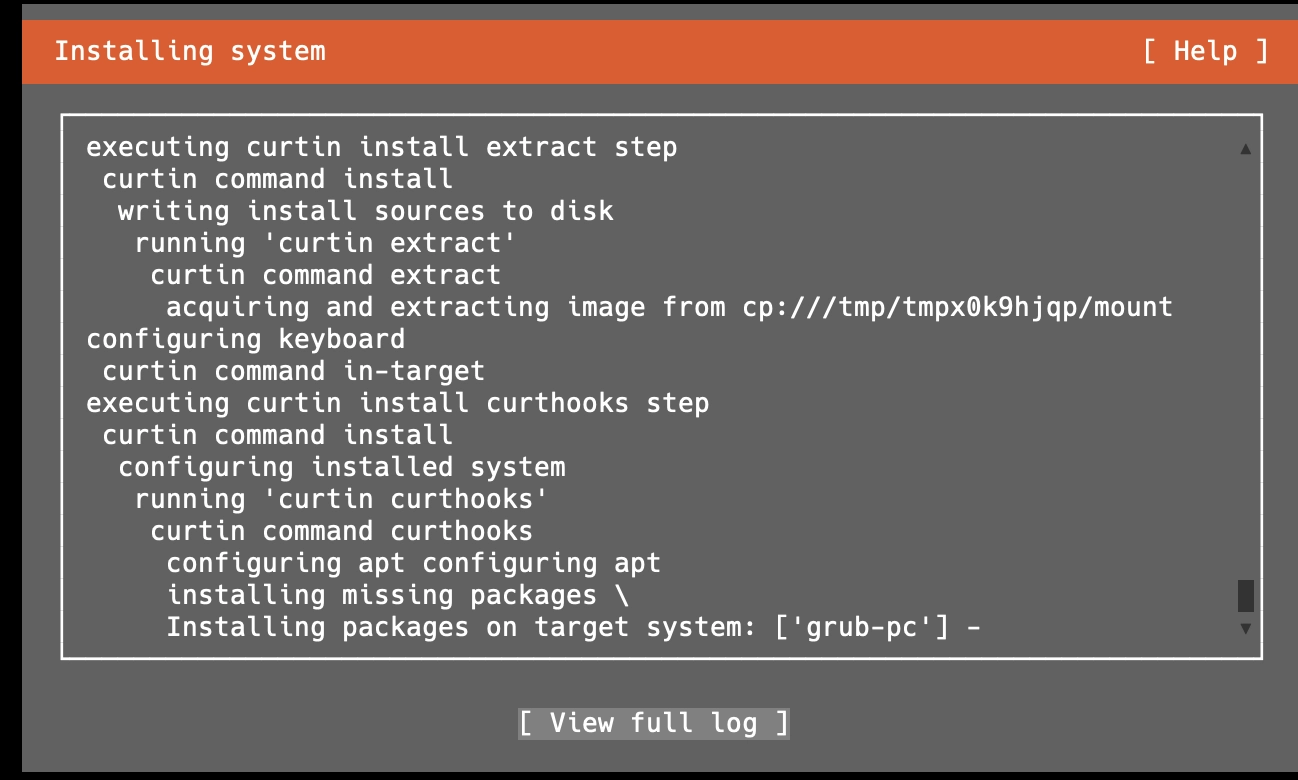 Installing system [ Help ]
executing curtin install extract step
curtin command install
writing install sources to disk
running 'curtin extract'
curtin command extract
acquiring and extracting image from cp:///tmp/tmpx0k9hjqp/mount
configuring keyboard
curtin command in-target
executing curtin install curthooks step
curtin command install
configuring installed system
running 'curtin curthooks'
curtin command curthooks
configuring apt configuring apt
installing missing packages \
Installing packages on target system: ['grub-pc'] -
[ View full log ]